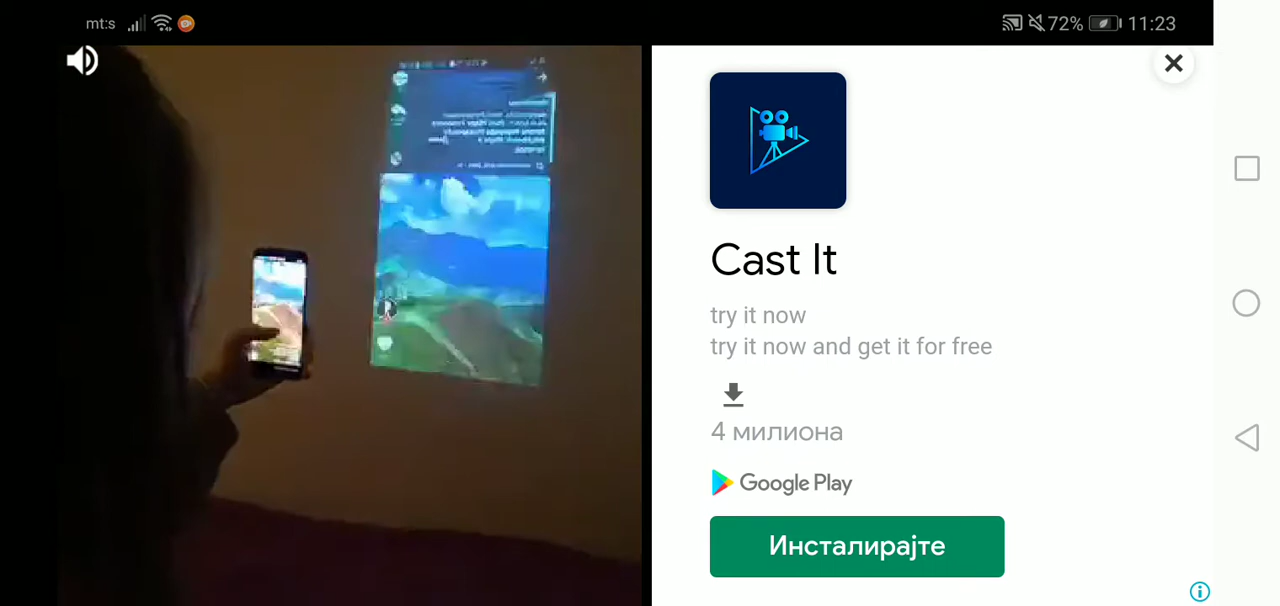 mt:s
72%
11:23
Cast It
try it now
try it now and get it for free
4 милиона
Google Play
Инсталирајте